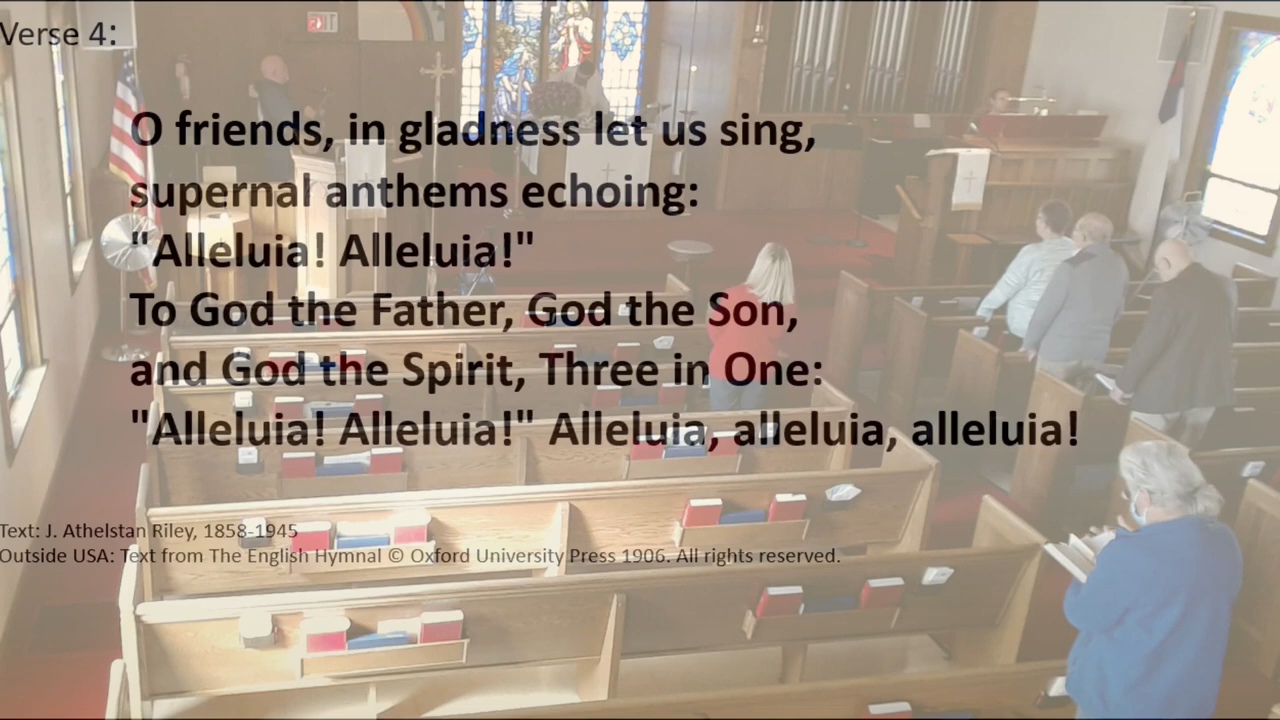 Verse 4:
O friends, in gladness let us sing,
supernal anthems echoing:
"Alleluia! Alleluia!"
To God the Father, God the Son,
and God the Spirit, Three in One:
"Alleluia! Alleluia!" Alleluia, alleluia, alleluia!
Text: J. Athelstan Riley, 1858-1945
Outside USA: Text from The English Hymnal © Oxford University Press 1906. All rights reserved.
EXIT